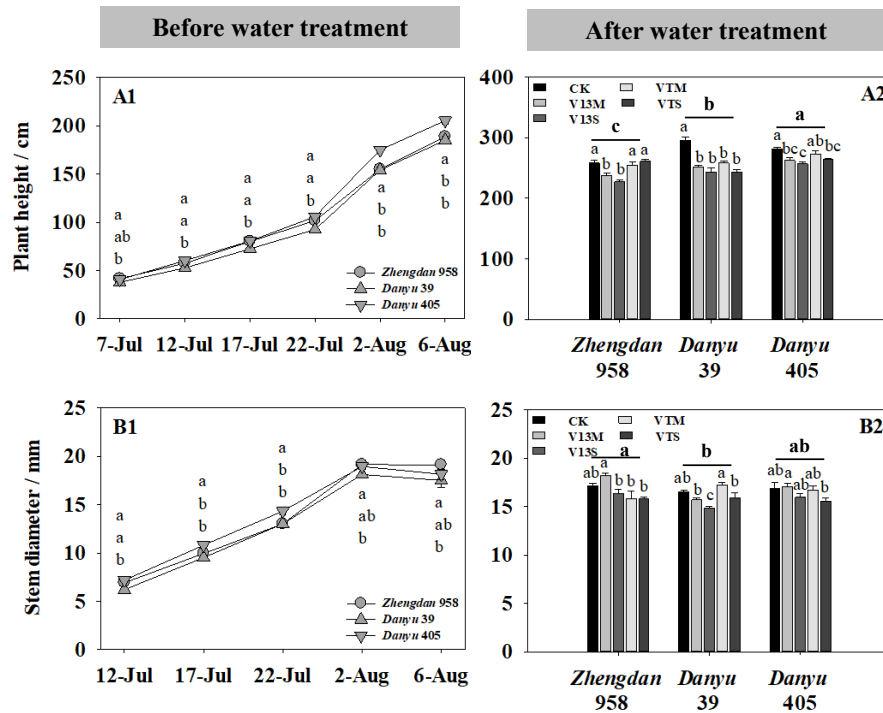 Before water treatment
After water treatment
A1
Plant height / cm
250
200
150
100
50
0
a
ab
b
a
a
b
a
a
b
a
a
b
a
b
b
a
b
b
Zhengdan 958
Danyu 39
Danyu 405
7-Jul 12-Jul 17-Jul 22-Jul 2-Aug 6-Aug
A2
400
300
200
100
0
CK VTM
V13M VTS
V13S
c b a
a b b a a
a b b b b
a bc c ab bc
Zhengdan Danyu Danyu
958 39 405
B1
Stem diameter / mm
25
20
15
10
5
0
a
a
b
a
b
b
a
b
b
a
ab
b
a
ab
b
Zhengdan 958
Danyu 39
Danyu 405
12-Jul 17-Jul 22-Jul 2-Aug 6-Aug
B2
25
20
15
10
5
0
CK VTM
V13M VTS
V13S
a b ab
ab a b b b
ab b c a b
ab a ab ab b
Zhengdan Danyu Danyu
958 39 405